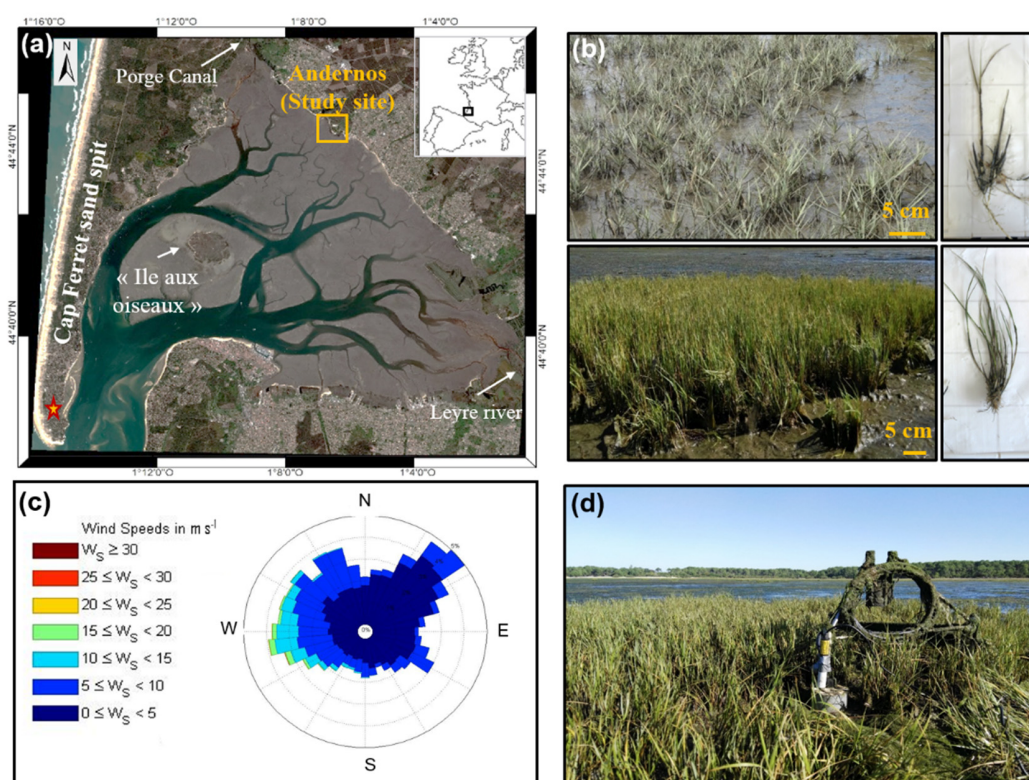 1°16'0"O
1°12'0"O
1°8'0"O
1°4'0"O
(a)
N
Porge Canal
Andernos
(Study site)
44°44'0"N
44°44'0"N
Cap Ferret sand spit
« Ile aux
oiseaux »
44°40'0"N
44°40'0"N
Leyre river
1°12'0"O
1°8'0"O
1°4'0"O
(b)
5 cm
5 cm
(c)
Wind Speeds in m s-1
WS ≥ 30
25 ≤ WS < 30
20 ≤ WS < 25
15 ≤ WS < 20
10 ≤ WS < 15
5 ≤ WS < 10
0 ≤ WS < 5
N
W
E
S
0%
5%
(d)